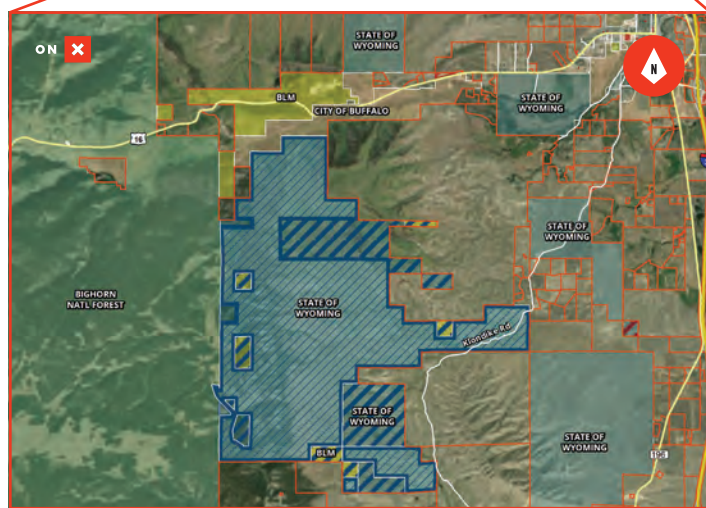 ON X
STATE OF
WYOMING
N
BLM
CITY OF BUFFALO
STATE OF
WYOMING
16
STATE OF
WYOMING
BIGHORN
NATL FOREST
STATE OF
WYOMING
Klondike Rd
STATE OF
WYOMING
STATE OF
WYOMING
BLM
196